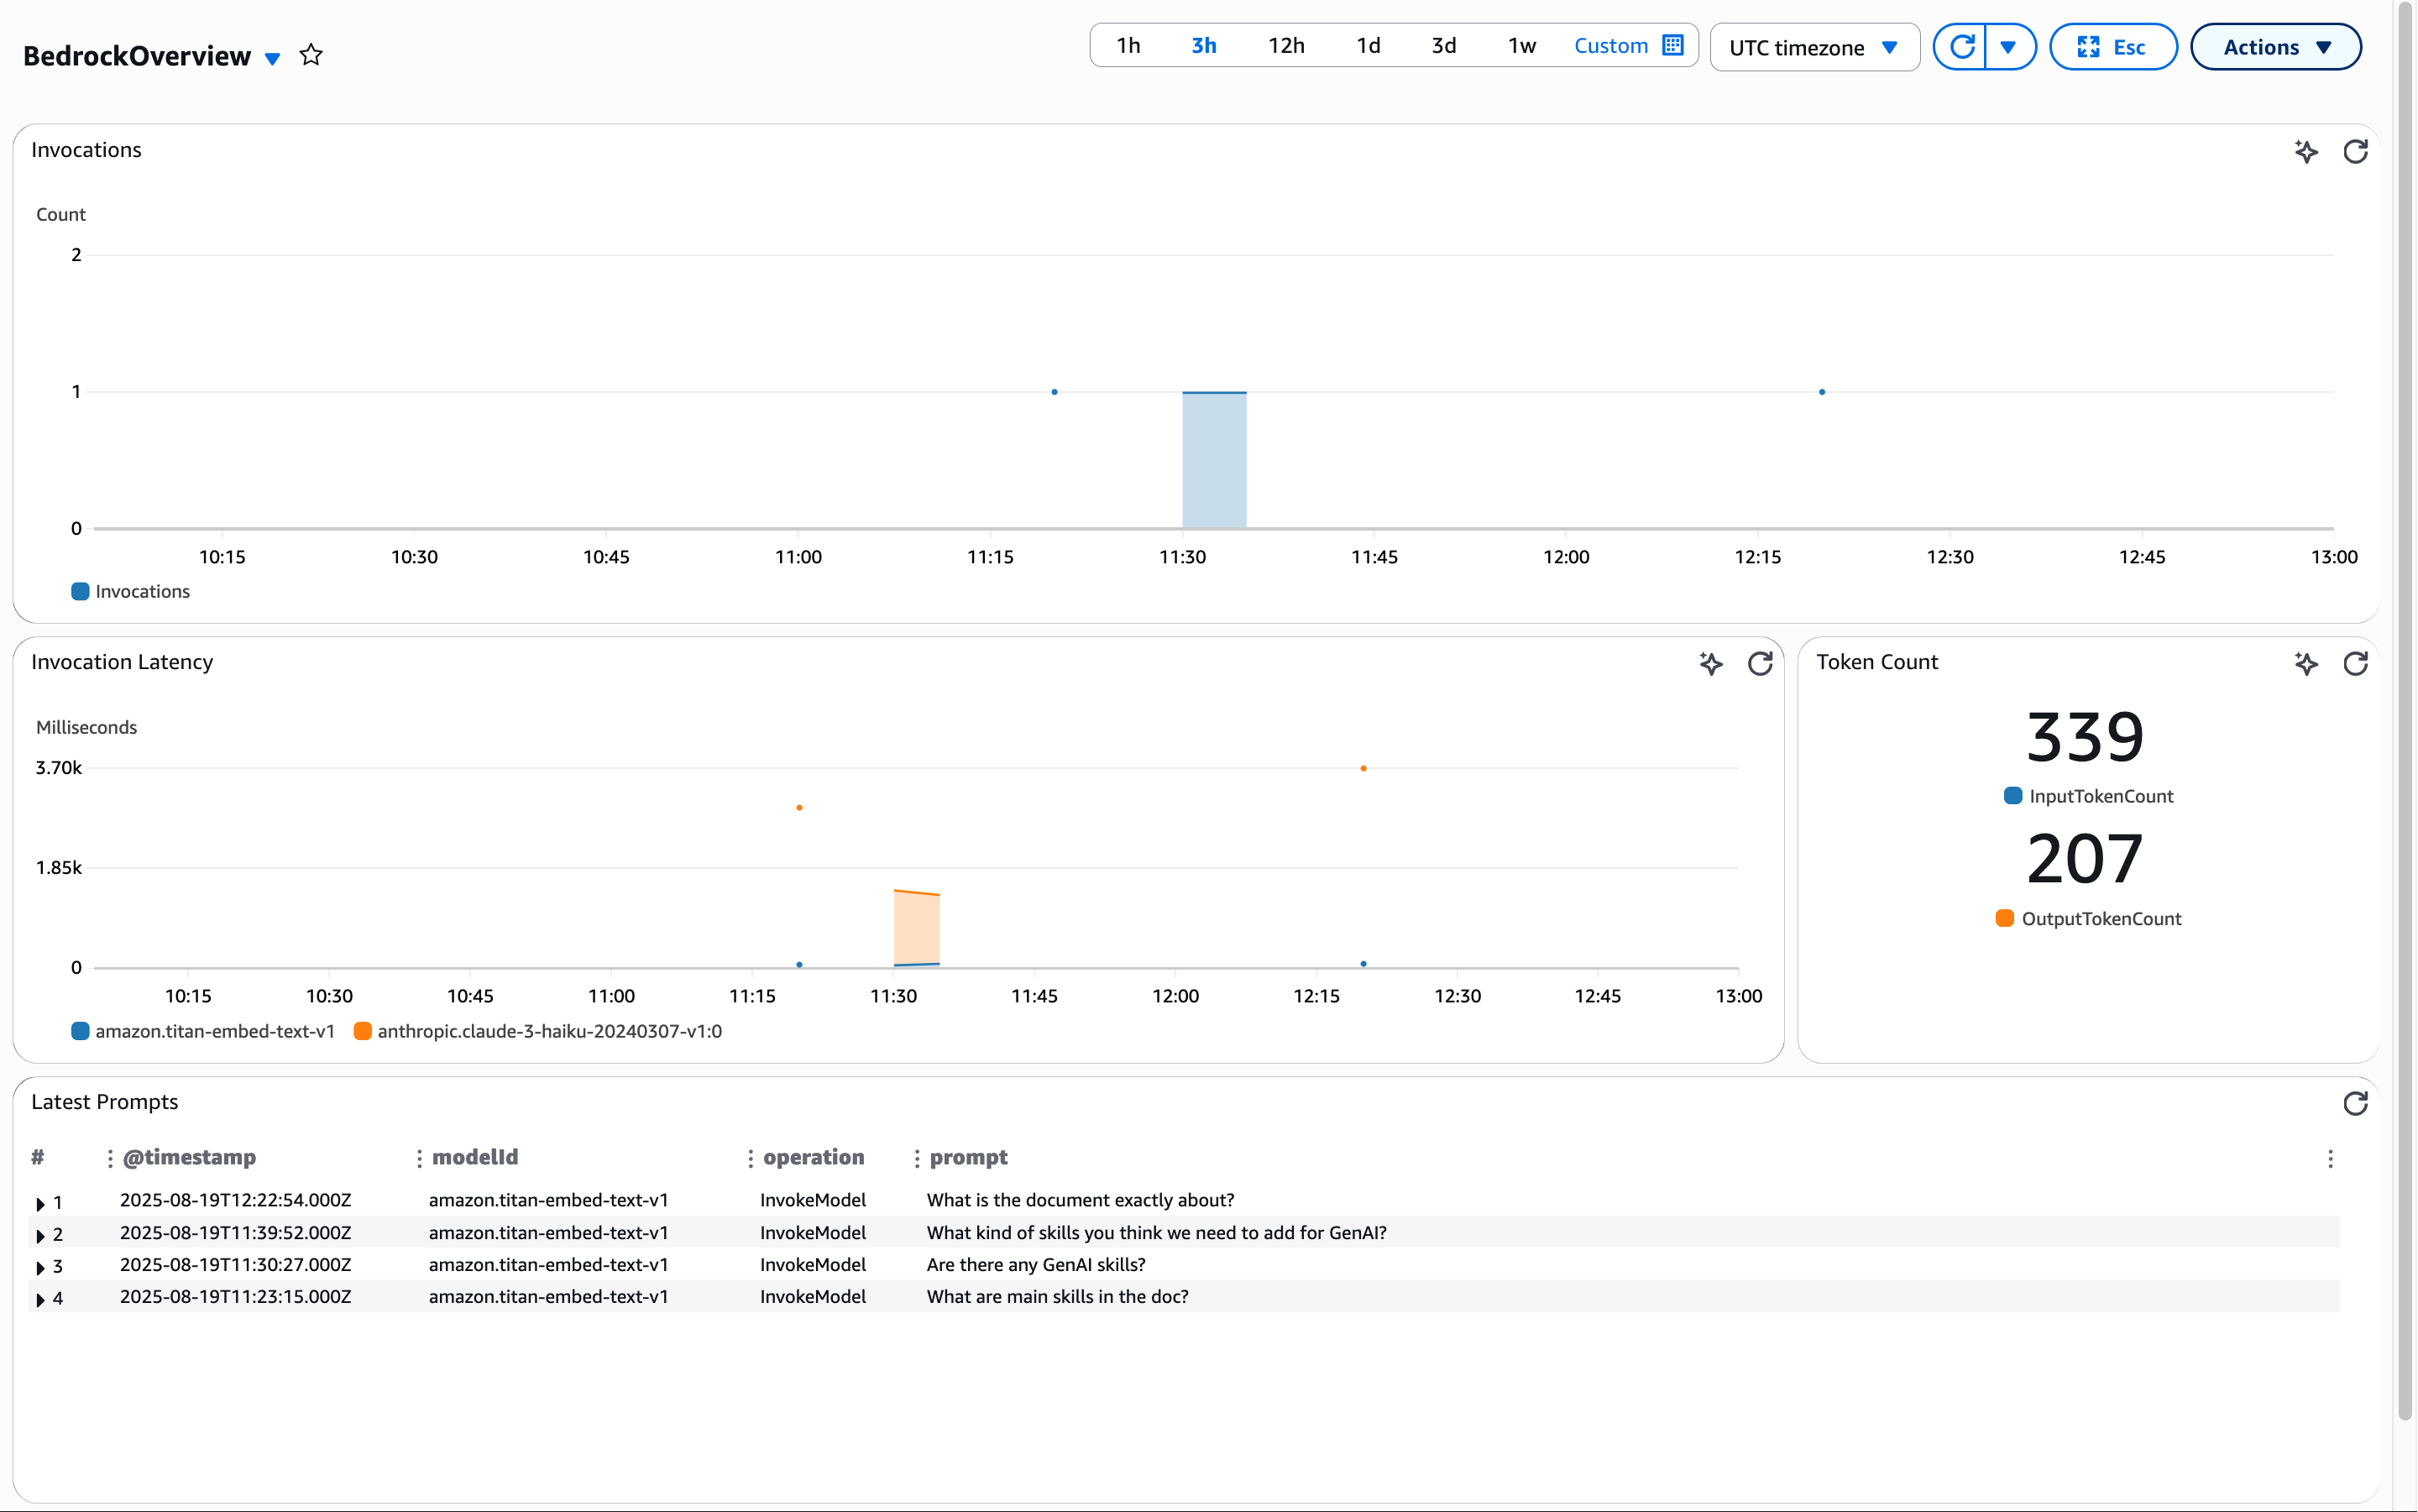 BedrockOverview
1h 3h 12h 1d 3d 1w Custom UTC timezone Esc Actions
Invocations
Count
2
1
0
10:15 10:30 10:45 11:00 11:15 11:30 11:45 12:00 12:15 12:30 12:45 13:00
Invocations
Invocation Latency
Milliseconds
3.70k
1.85k
0
10:15 10:30 10:45 11:00 11:15 11:30 11:45 12:00 12:15 12:30 12:45 13:00
amazon.titan-embed-text-v1 anthropic.claude-3-haiku-20240307-v1:0
Token Count
339
InputTokenCount
207
OutputTokenCount
Latest Prompts
# @timestamp modelId operation prompt
1 2025-08-19T12:22:54.000Z amazon.titan-embed-text-v1 InvokeModel What is the document exactly about?
2 2025-08-19T11:39:52.000Z amazon.titan-embed-text-v1 InvokeModel What kind of skills you think we need to add for GenAI?
3 2025-08-19T11:30:27.000Z amazon.titan-embed-text-v1 InvokeModel Are there any GenAI skills?
4 2025-08-19T11:23:15.000Z amazon.titan-embed-text-v1 InvokeModel What are main skills in the doc?